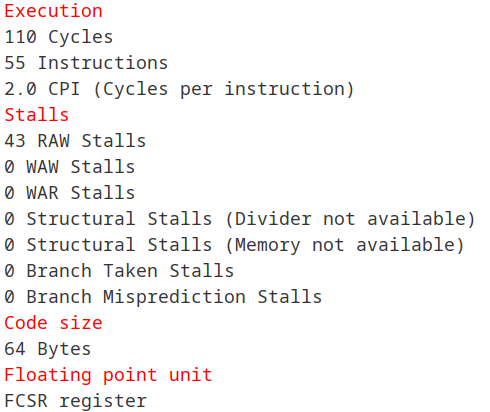 Execution
110 Cycles
55 Instructions
2.0 CPI (Cycles per instruction)
Stalls
43 RAW Stalls
0 WAW Stalls
0 WAR Stalls
0 Structural Stalls (Divider not available)
0 Structural Stalls (Memory not available)
0 Branch Taken Stalls
0 Branch Misprediction Stalls
Code size
64 Bytes
Floating point unit
FCSR register